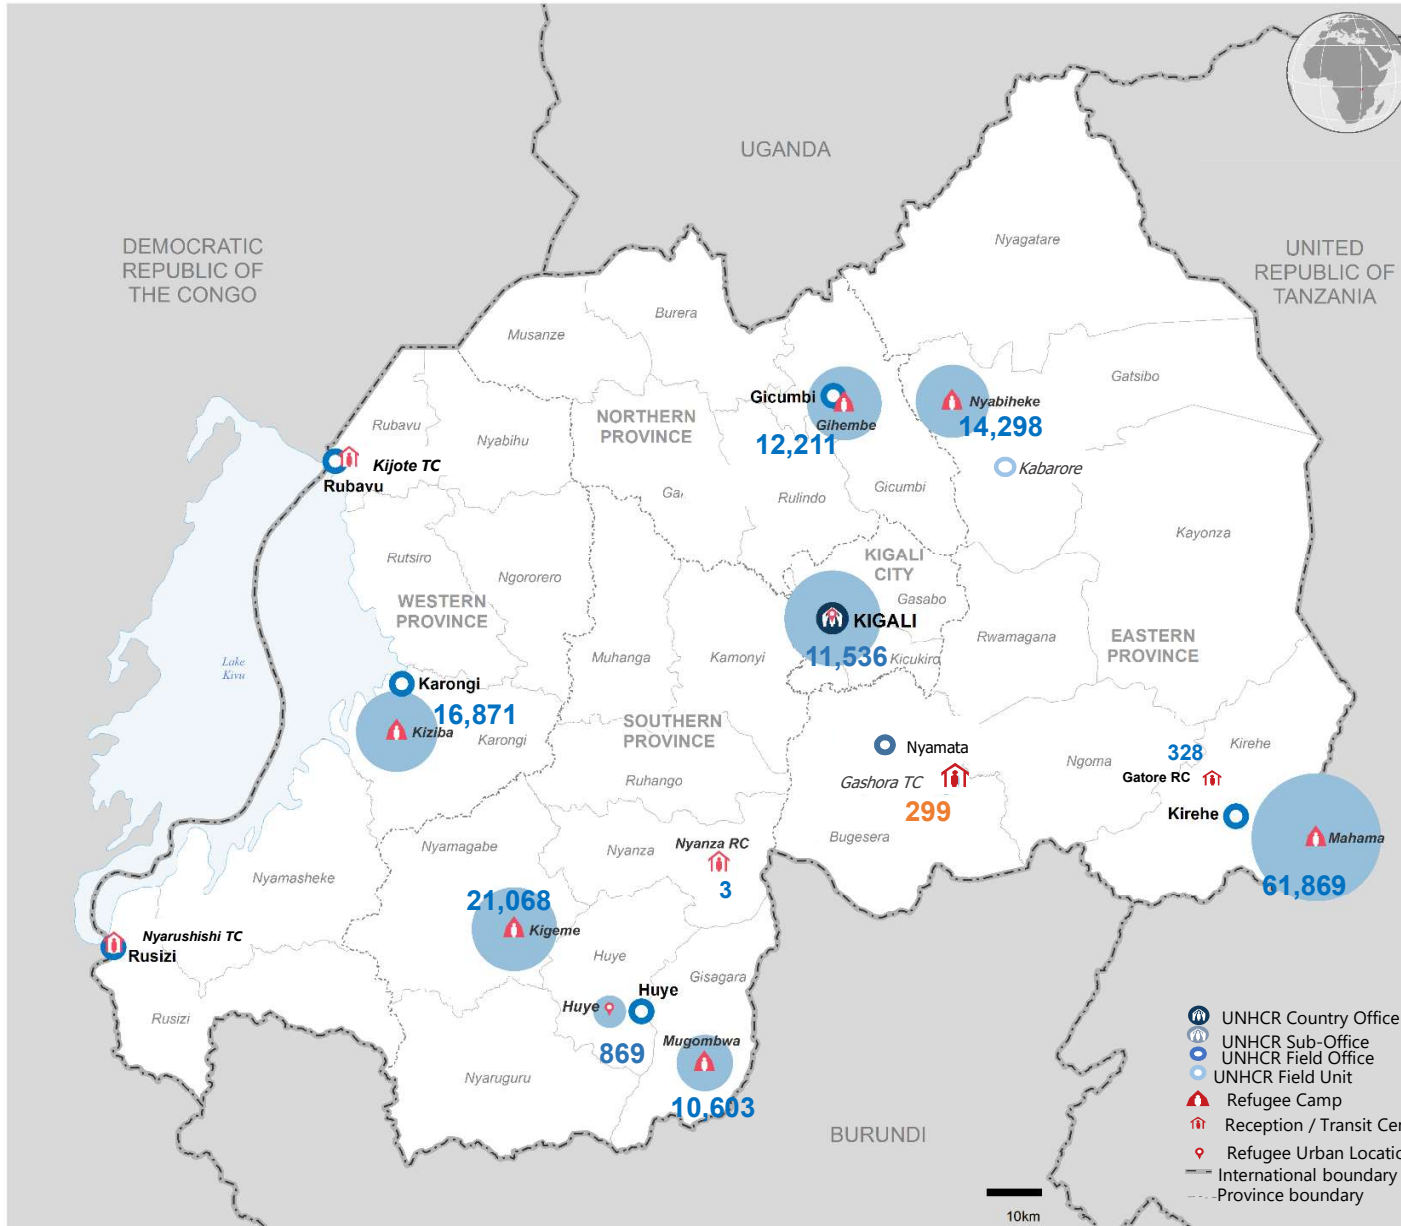 UGANDA
DEMOCRATIC
REPUBLIC OF
THE CONGO
UNITED
REPUBLIC OF
TANZANIA
Nyagatare
Burera
Musanze
Gatsibo
Gicumbi
Gihembe
12,211
Nyabiheke
14,298
Kabarore
NORTHERN
PROVINCE
Rubavu
Nyabihu
Kijote TC
Rubavu
Rulindo
Gicumbi
Kayonza
Rutsiro
Ngororero
WESTERN
PROVINCE
KIGALI
CITY
Gasabo
KIGALI
11,536
Kicukiro
Rwamagana
EASTERN
PROVINCE
Lake
Kivu
Muhanga
Kamonyi
Karongi
16,871
Kiziba
Karongi
SOUTHERN
PROVINCE
Ruhango
Nyamata
Gashora TC
299
Bugesera
Ngoma
328
Gatore RC
Kirehe
Kirehe
Mahama
61,869
Nyamagabe
Nyanza
Nyanza RC
3
Nyamasheke
21,068
Kigeme
Nyarushishi TC
Rusizi
Rusizi
Huye
Gisagara
Huye
Huye
869
Mugombwa
10,603
Nyaruguru
BURUNDI
UNHCR Country Office
UNHCR Sub-Office
UNHCR Field Office
UNHCR Field Unit
Refugee Camp
Reception / Transit Cen
Refugee Urban Locatio
International boundary
Province boundary
10km